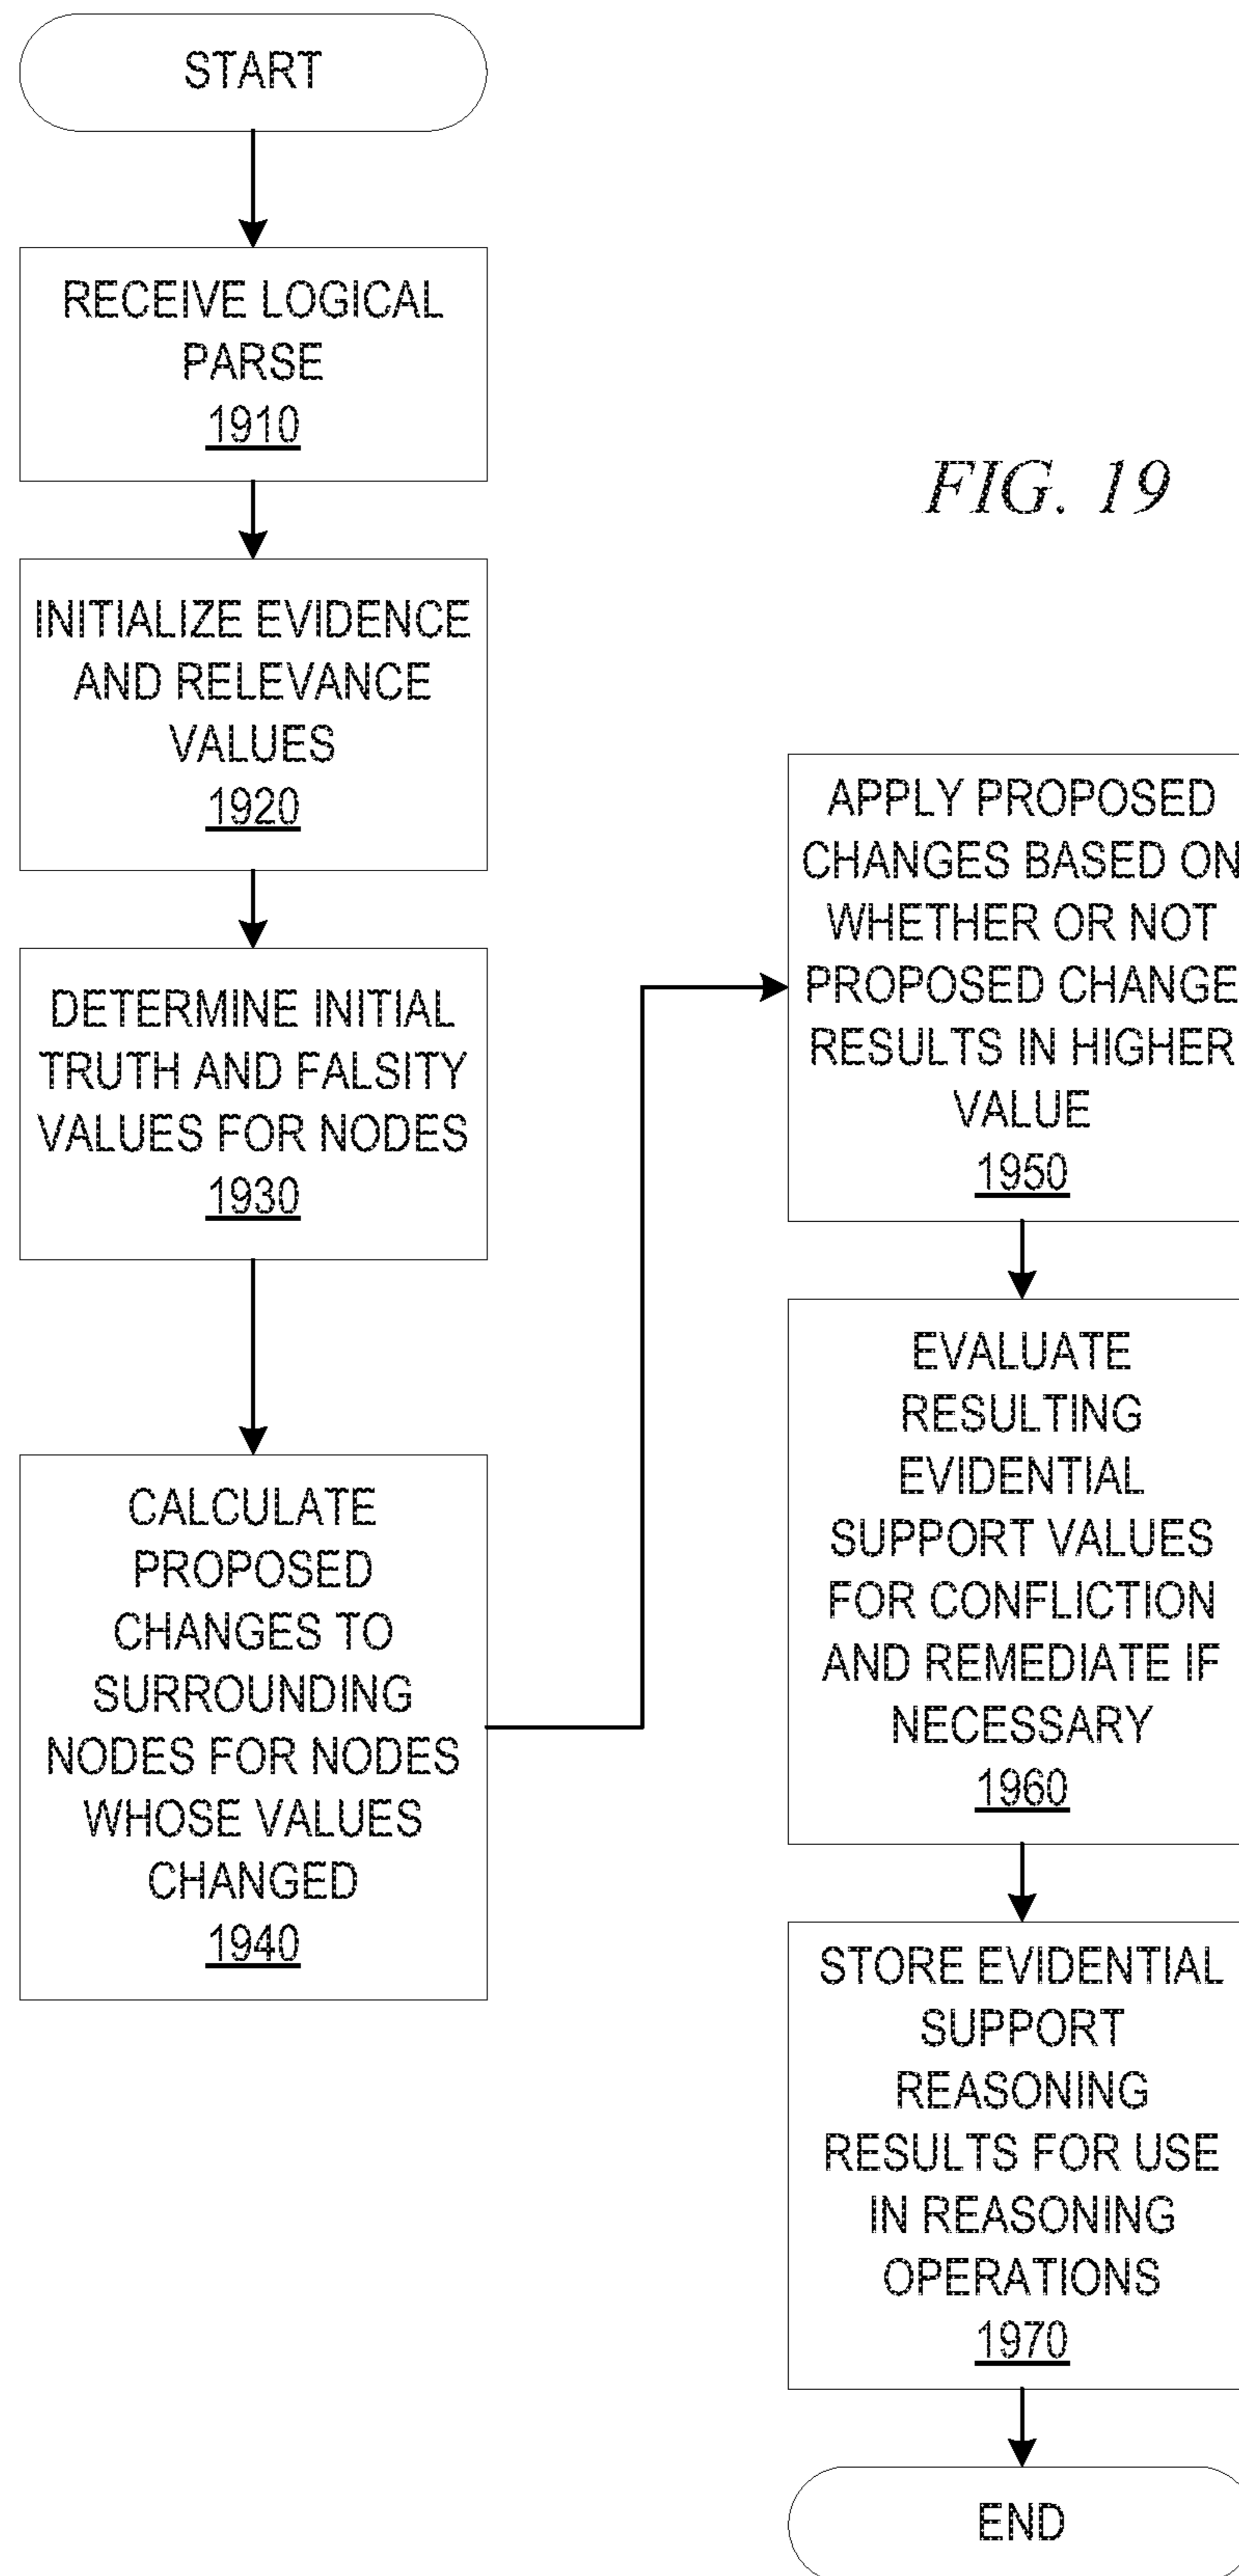 START
RECEIVE LOGICAL
PARSE
1910
INITIALIZE EVIDENCE
AND RELEVANCE
VALUES
1920
DETERMINE INITIAL
TRUTH AND FALSITY
VALUES FOR NODES
1930
CALCULATE
PROPOSED
CHANGES TO
SURROUNDING
NODES FOR NODES
WHOSE VALUES
CHANGED
1940
FIG. 19
APPLY PROPOSED
CHANGES BASED ON
WHETHER OR NOT
PROPOSED CHANGE
RESULTS IN HIGHER
VALUE
1950
EVALUATE
RESULTING
EVIDENTIAL
SUPPORT VALUES
FOR CONFLICTION
AND REMEDIATE IF
NECESSARY
1960
STORE EVIDENTIAL
SUPPORT
REASONING
RESULTS FOR USE
IN REASONING
OPERATIONS
1970
END